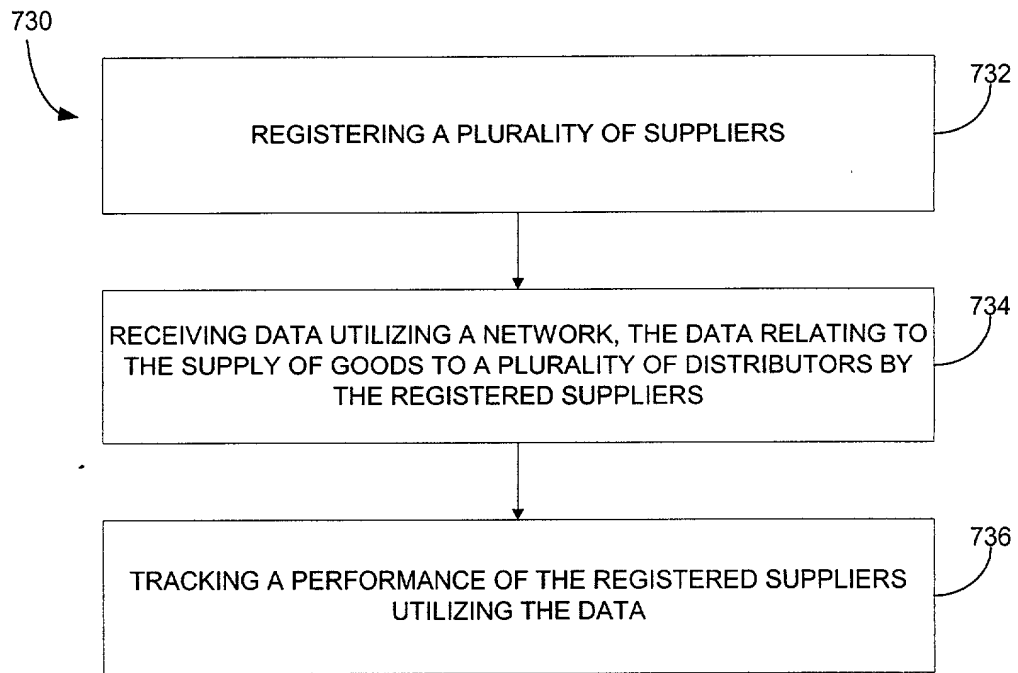 730
732
REGISTERING A PLURALITY OF SUPPLIERS
734
RECEIVING DATA UTILIZING A NETWORK, THE DATA RELATING TO
THE SUPPLY OF GOODS TO A PLURALITY OF DISTRIBUTORS BY
THE REGISTERED SUPPLIERS
736
TRACKING A PERFORMANCE OF THE REGISTERED SUPPLIERS
UTILIZING THE DATA